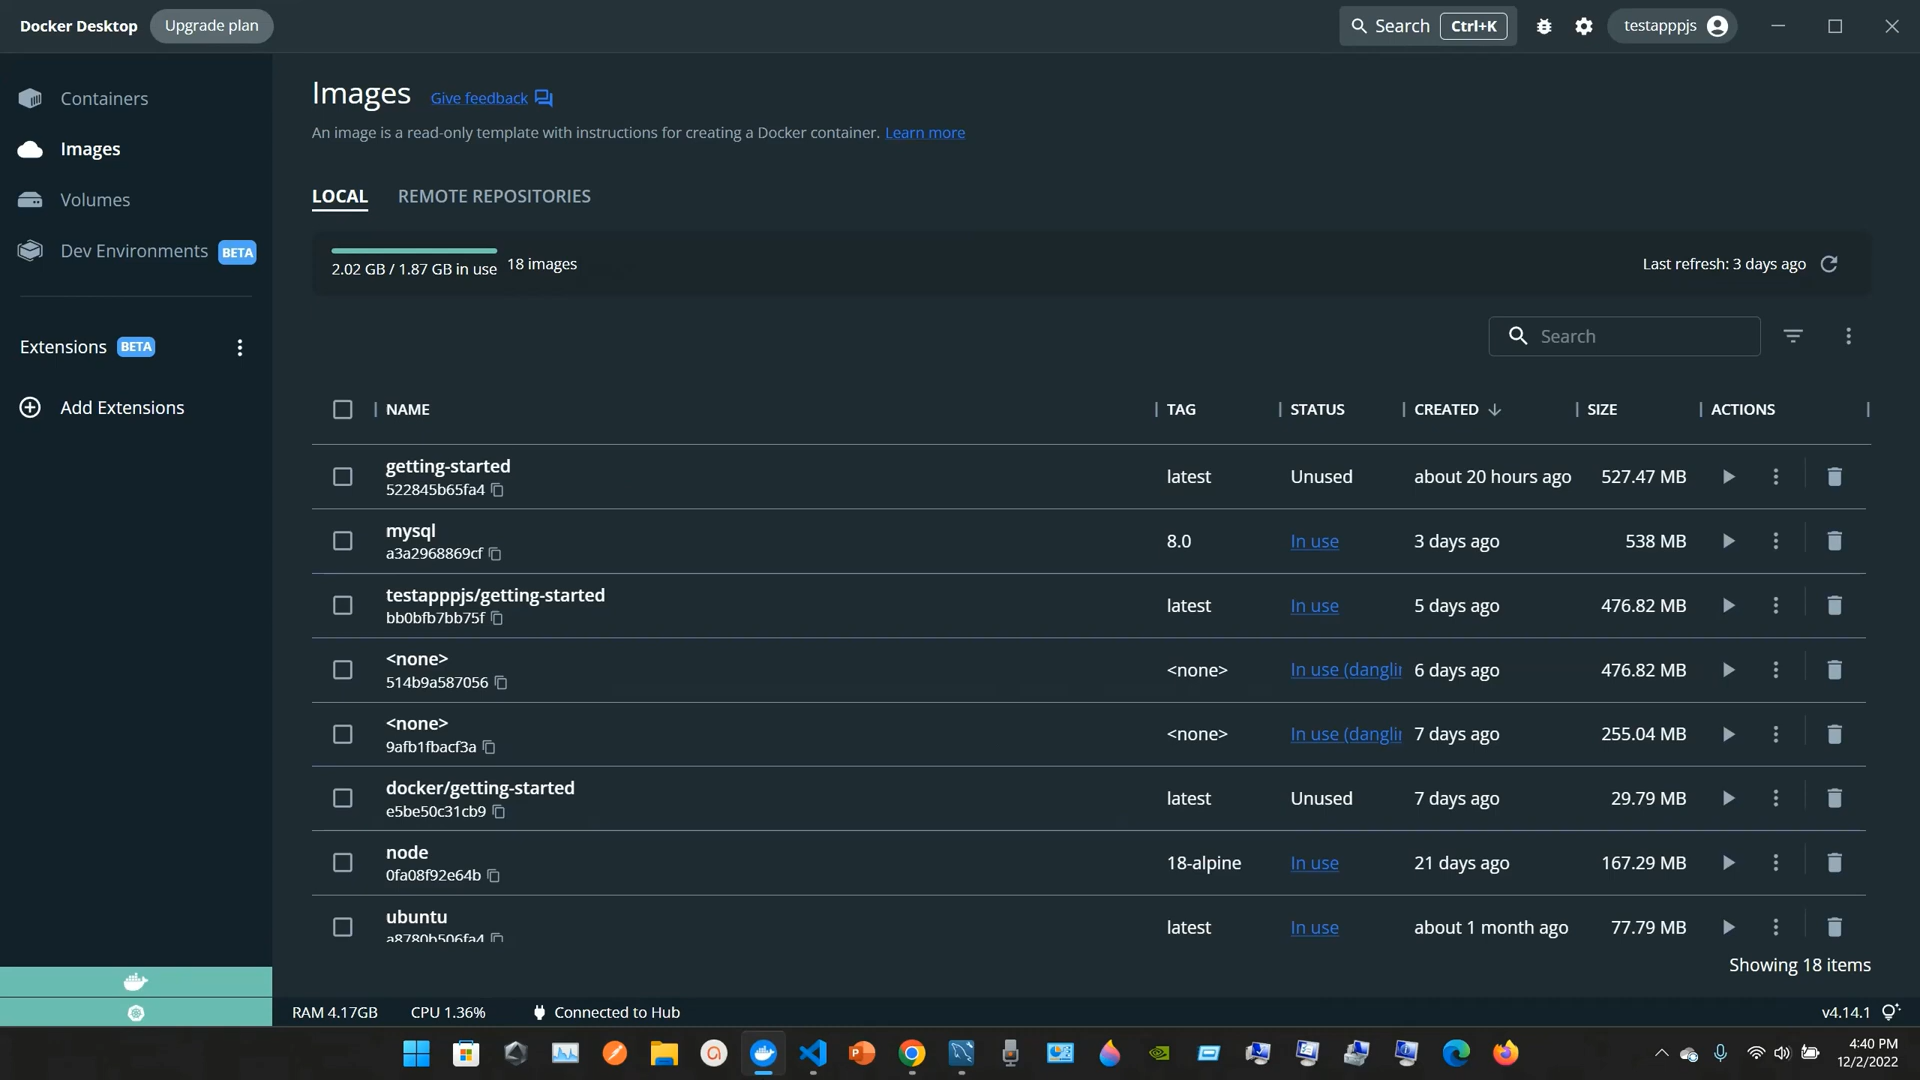 Docker Desktop Upgrade plan Search Ctrl+K testapppjs
Containers
Images
Volumes
Dev Environments BETA
Extensions BETA
Add Extensions
Images Give feedback
An image is a read-only template with instructions for creating a Docker container. Learn more
LOCAL REMOTE REPOSITORIES
2.02 GB / 1.87 GB in use 18 images Last refresh: 3 days ago
Search
NAME TAG STATUS CREATED SIZE ACTIONS
getting-started
522845b65fa4 latest Unused about 20 hours ago 527.47 MB
mysql
a3a2968869cf 8.0 In use 3 days ago 538 MB
testapppjs/getting-started
bb0bfb7bb75f latest In use 5 days ago 476.82 MB
<none>
514b9a587056 <none> In use (danglin 6 days ago 476.82 MB
<none>
9afb1fbacf3a <none> In use (danglin 7 days ago 255.04 MB
docker/getting-started
e5be50c31cb9 latest Unused 7 days ago 29.79 MB
node
0fa08f92e64b 18-alpine In use 21 days ago 167.29 MB
ubuntu
a8780b506fa4 latest In use about 1 month ago 77.79 MB
Showing 18 items
RAM 4.17GB CPU 1.36% Connected to Hub v4.14.1
4:40 PM
12/2/2022